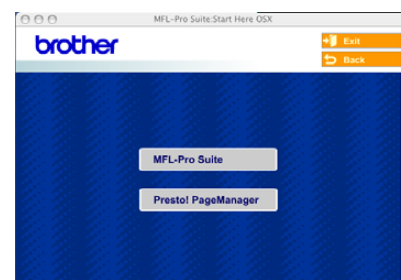 MFL-Pro Suite:Start Here OSX
brother
Exit
Back
MFL-Pro Suite
Presto! PageManager